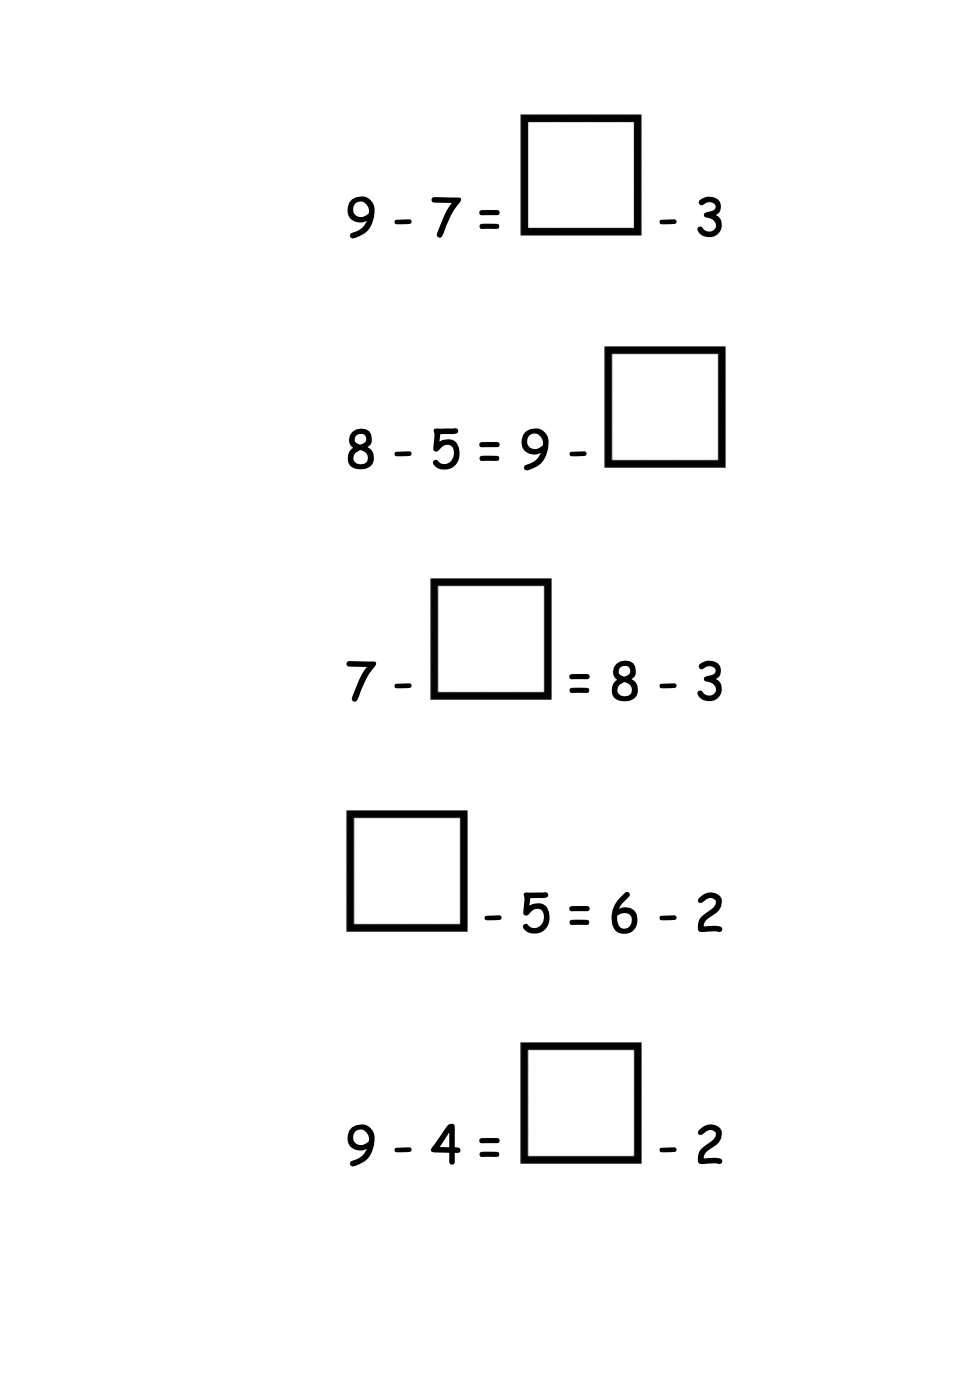 9 - 7 = □ - 3
8 - 5 = 9 - □
7 - □ = 8 - 3
□ - 5 = 6 - 2
9 - 4 = □ - 2